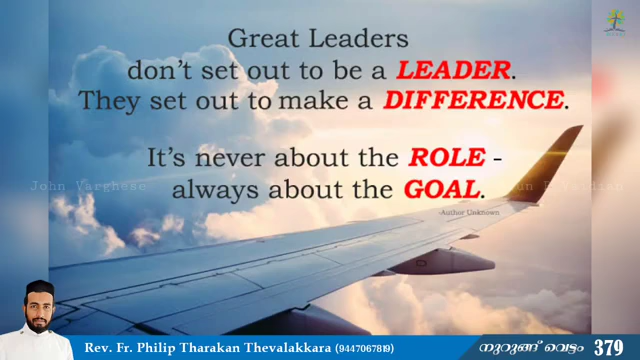 Great Leaders
don't set out to be a LEADER.
They set out to make a DIFFERENCE.
It's never about the ROLE -
always about the GOAL.
-Author Unknown
John Varghese
Rev. Fr. Philip Tharakan Thevalakkara (9447067819)
നുറുങ്ങ് വെട്ടം 379